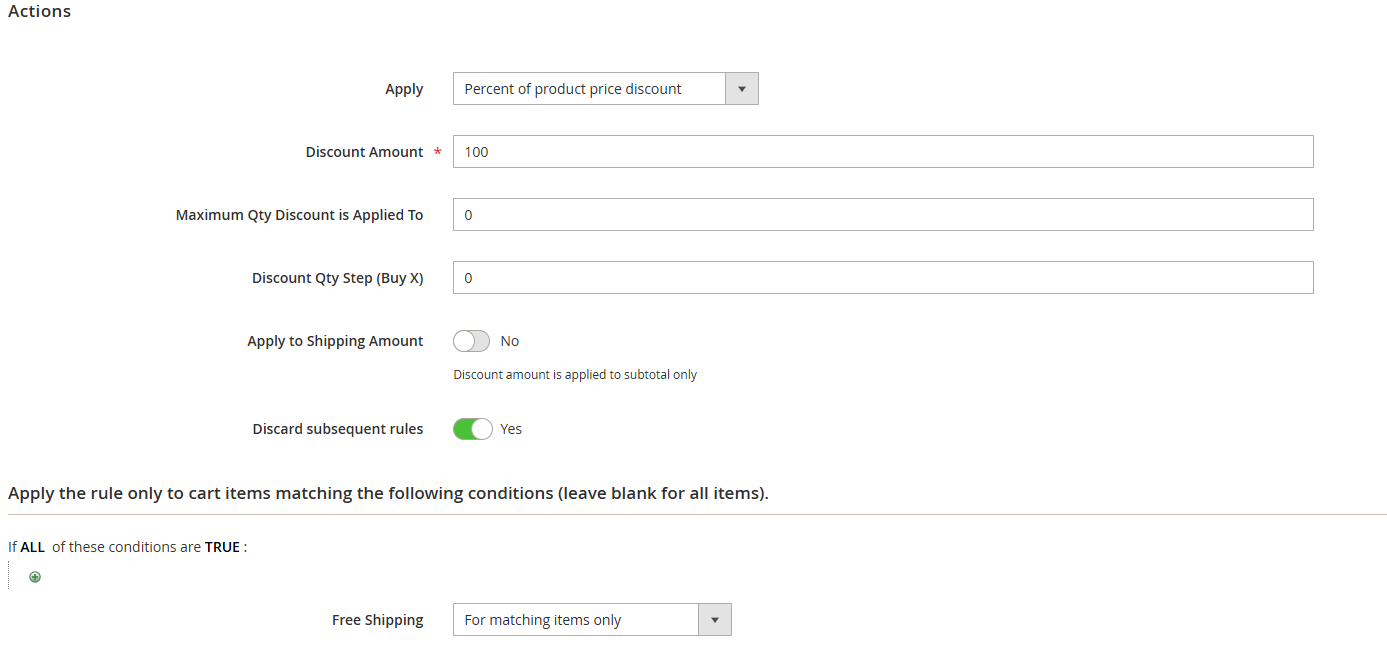 Actions
Apply Percent of product price discount
Discount Amount * 100
Maximum Qty Discount is Applied To 0
Discount Qty Step (Buy X) 0
Apply to Shipping Amount No
Discount amount is applied to subtotal only
Discard subsequent rules Yes
Apply the rule only to cart items matching the following conditions (leave blank for all items).
If ALL of these conditions are TRUE :
Free Shipping For matching items only